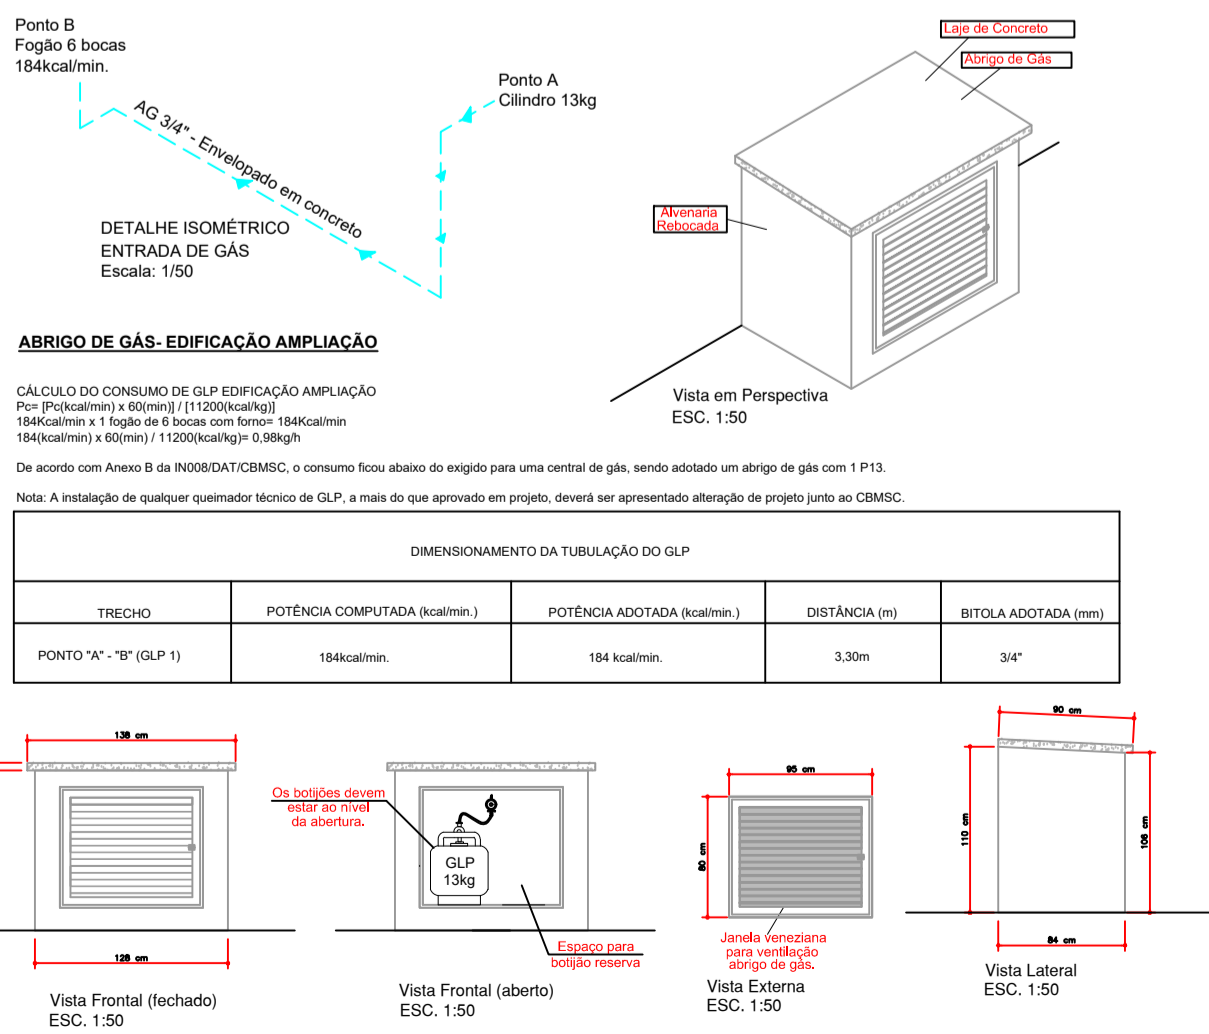 Ponto B
Fogão 6 bocas
184kcal/min.
AG 3/4" - Envelopado em concreto
Ponto A
Cilindro 13kg
DETALHE ISOMÉTRICO
ENTRADA DE GÁS
Escala: 1/50
Laje de Concreto
Abrigo de Gás
Alvenaria
Rebocada
Vista em Perspectiva
ESC. 1:50
ABRIGO DE GÁS- EDIFICAÇÃO AMPLIAÇÃO
CÁLCULO DO CONSUMO DE GLP EDIFICAÇÃO AMPLIAÇÃO
Pc= [Pc(kcal/min) x 60(min)] / [11200(kcal/kg)]
184Kcal/min x 1 fogão de 6 bocas com forno= 184Kcal/min
184(kcal/min) x 60(min) / 11200(kcal/kg)= 0,98kg/h
De acordo com Anexo B da IN008/DAT/CBMSC, o consumo ficou abaixo do exigido para uma central de gás, sendo adotado um abrigo de gás com 1 P13.
Nota: A instalação de qualquer queimador técnico de GLP, a mais do que aprovado em projeto, deverá ser apresentado alteração de projeto junto ao CBMSC.
DIMENSIONAMENTO DA TUBULAÇÃO DO GLP
TRECHO POTÊNCIA COMPUTADA (kcal/min.) POTÊNCIA ADOTADA (kcal/min.) DISTÂNCIA (m) BITOLA ADOTADA (mm)
PONTO "A" - "B" (GLP 1) 184kcal/min. 184 kcal/min. 3,30m 3/4"
138 cm
128 cm
Vista Frontal (fechado)
ESC. 1:50
Os botijões devem
estar ao nível
da abertura.
GLP
13kg
Espaço para
botijão reserva
Vista Frontal (aberto)
ESC. 1:50
95 cm
80 cm
Janela veneziana
para ventilação
abrigo de gás.
Vista Externa
ESC. 1:50
90 cm
110 cm
106 cm
84 cm
Vista Lateral
ESC. 1:50